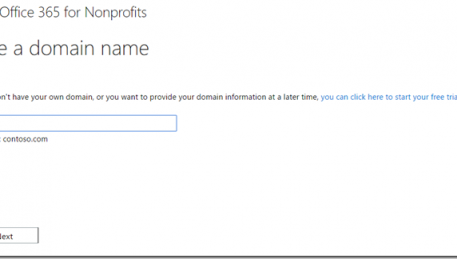 Office 365 for Nonprofits
e a domain name
n't have your own domain, or you want to provide your domain information at a later time, you can click here to start your free tria
: contoso.com
Next